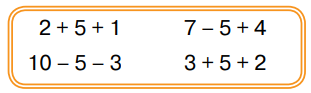 2 + 5 + 1 7 – 5 + 4
10 – 5 – 3 3 + 5 + 2